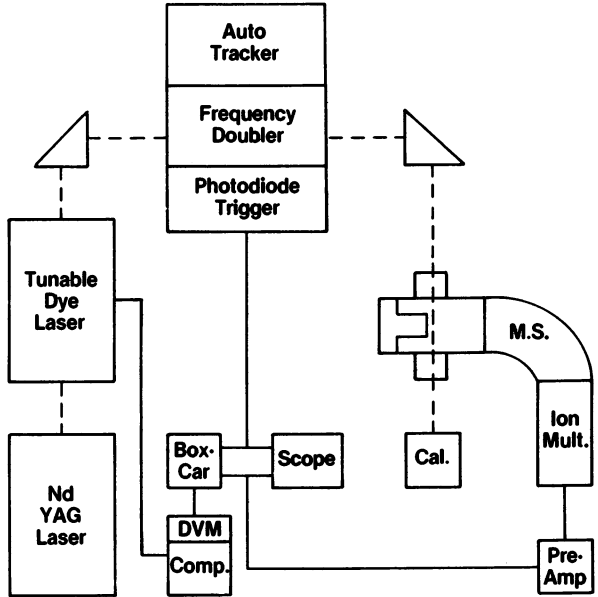 Auto
Tracker
Frequency
Doubler
Photodiode
Trigger
Tunable
Dye
Laser
M.S.
Ion
Mult.
Box-
Car
Scope
Cal.
Nd
YAG
Laser
DVM
Comp.
Pre-
Amp